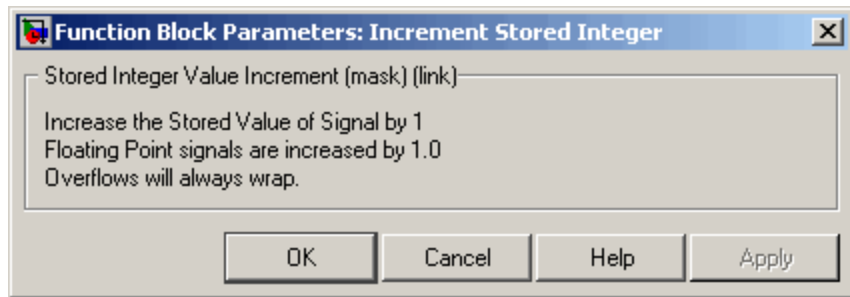 Function Block Parameters: Increment Stored Integer
Stored Integer Value Increment (mask) (link)
Increase the Stored Value of Signal by 1
Floating Point signals are increased by 1.0
Overflows will always wrap.
OK Cancel Help Apply